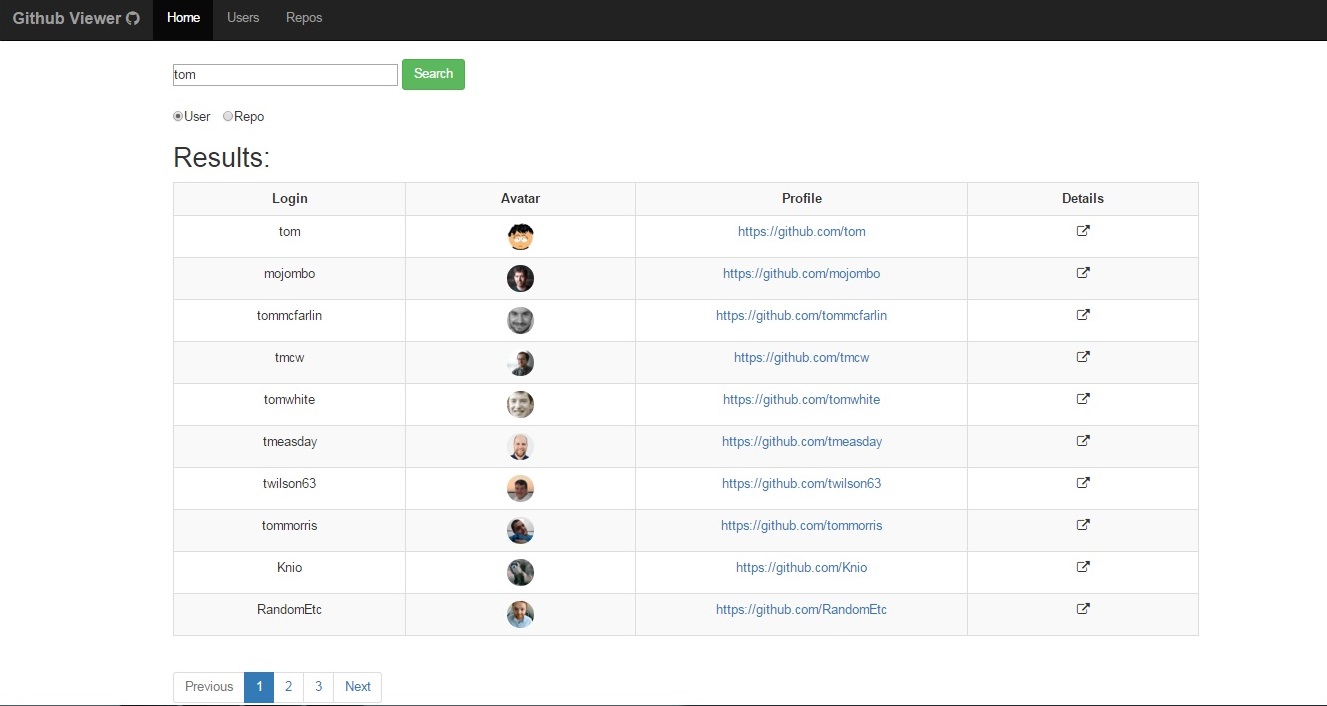 Github Viewer Home Users Repos
tom Search
User Repo
Results:
Login Avatar Profile Details
tom https://github.com/tom
mojombo https://github.com/mojombo
tommcfarlin https://github.com/tommcfarlin
tmcw https://github.com/tmcw
tomwhite https://github.com/tomwhite
tmeasday https://github.com/tmeasday
twilson63 https://github.com/twilson63
tommorris https://github.com/tommorris
Knio https://github.com/Knio
RandomEtc https://github.com/RandomEtc
Previous 1 2 3 Next